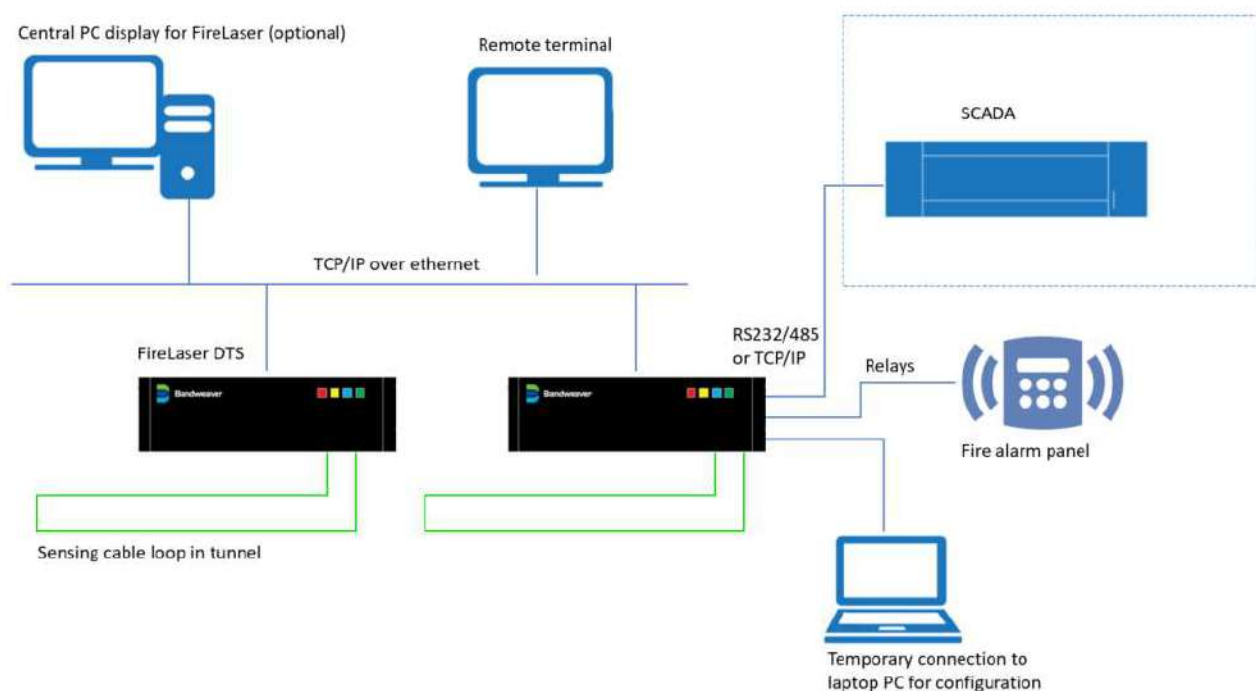 Central PC display for FireLaser (optional)
Remote terminal
SCADA
TCP/IP over ethernet
RS232/485
or TCP/IP
FireLaser DTS
Relays
Bandweaver
Bandweaver
Fire alarm panel
Sensing cable loop in tunnel
Temporary connection to
laptop PC for configuration